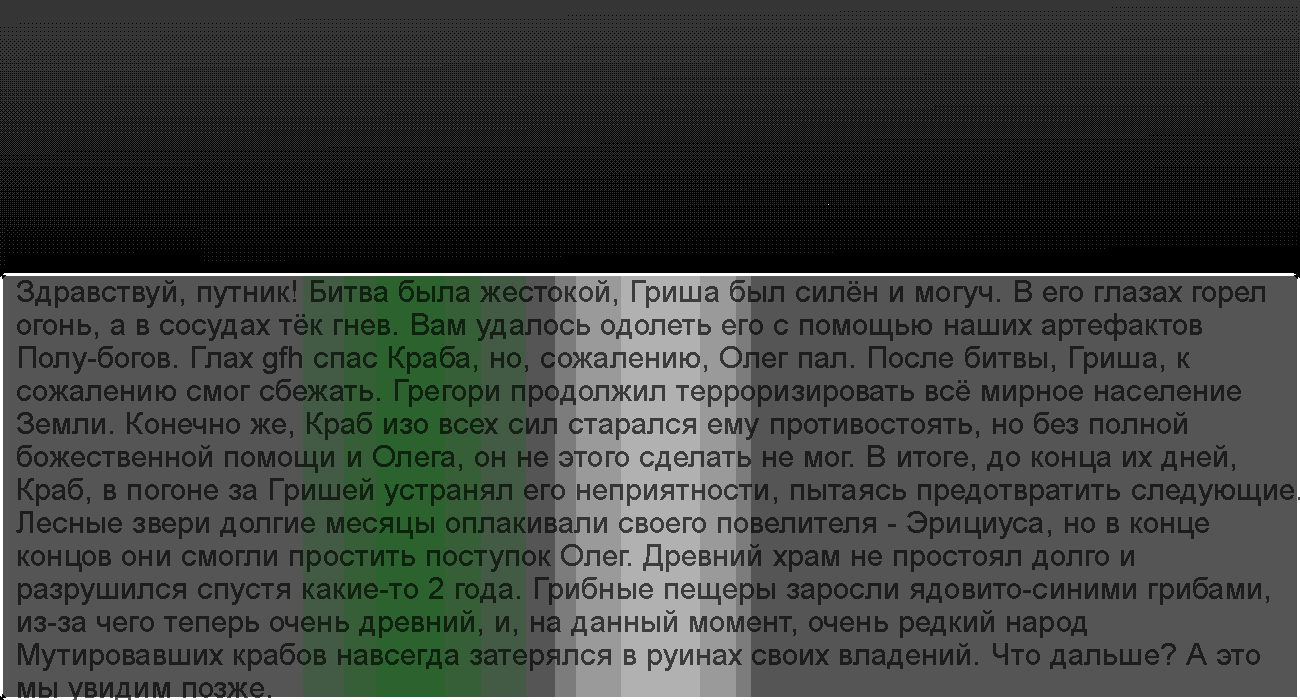 Здравствуй, путник! Битва была жестокой, Гриша был силён и могуч. В его глазах горел
огонь, а в сосудах тёк гнев. Вам удалось одолеть его с помощью наших артефактов
Полу-богов. Глах gfh спас Краба, но, сожалению, Олег пал. После битвы, Гриша, к
сожалению смог сбежать. Грегори продолжил терроризировать всё мирное население
Земли. Конечно же, Краб изо всех сил старался ему противостоять, но без полной
божественной помощи и Олега, он не этого сделать не мог. В итоге, до конца их дней,
Краб, в погоне за Гришей устранял его неприятности, пытаясь предотвратить следующие.
Лесные звери долгие месяцы оплакивали своего повелителя - Эрициуса, но в конце
концов они смогли простить поступок Олег. Древний храм не простоял долго и
разрушился спустя какие-то 2 года. Грибные пещеры заросли ядовито-синими грибами,
из-за чего теперь очень древний, и, на данный момент, очень редкий народ
Мутировавших крабов навсегда затерялся в руинах своих владений. Что дальше? А это
мы увидим позже.